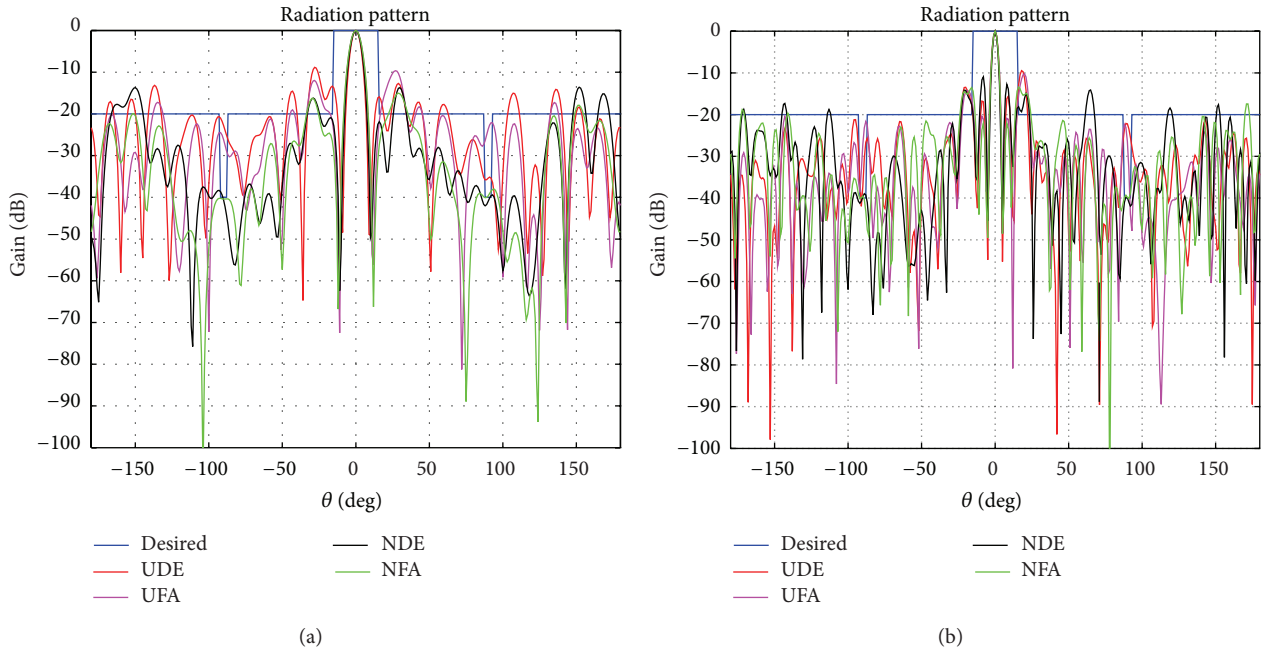 Radiation pattern
0
−10
−20
−30
−40
−50
−60
−70
−80
−90
−100
Gain (dB)
−150 −100 −50 0 50 100 150
θ (deg)
Desired
UDE
UFA
NDE
NFA
(a)
Radiation pattern
0
−10
−20
−30
−40
−50
−60
−70
−80
−90
−100
Gain (dB)
−150 −100 −50 0 50 100 150
θ (deg)
Desired
UDE
UFA
NDE
NFA
(b)